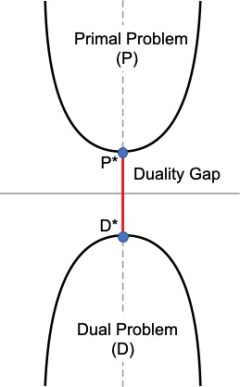 Primal Problem
(P)
P*
Duality Gap
D*
Dual Problem
(D)